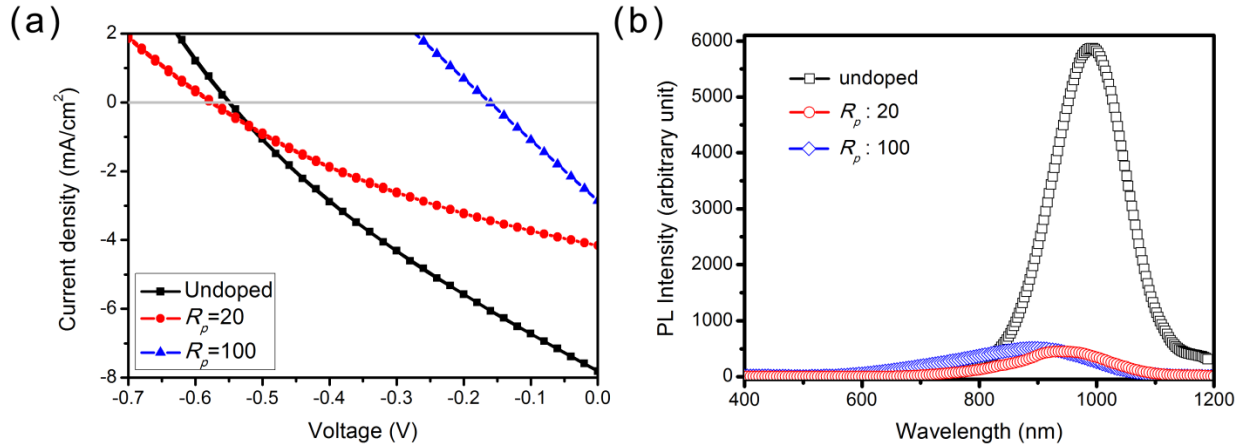 (a)
Current density (mA/cm²)
2
0
-2
-4
-6
-8
Undoped
Rp=20
Rp=100
-0.7 -0.6 -0.5 -0.4 -0.3 -0.2 -0.1 0.0
Voltage (V)
(b)
PL Intensity (arbitrary unit)
6000
5000
4000
3000
500
0
undoped
Rp : 20
Rp : 100
400 600 800 1000 1200
Wavelength (nm)